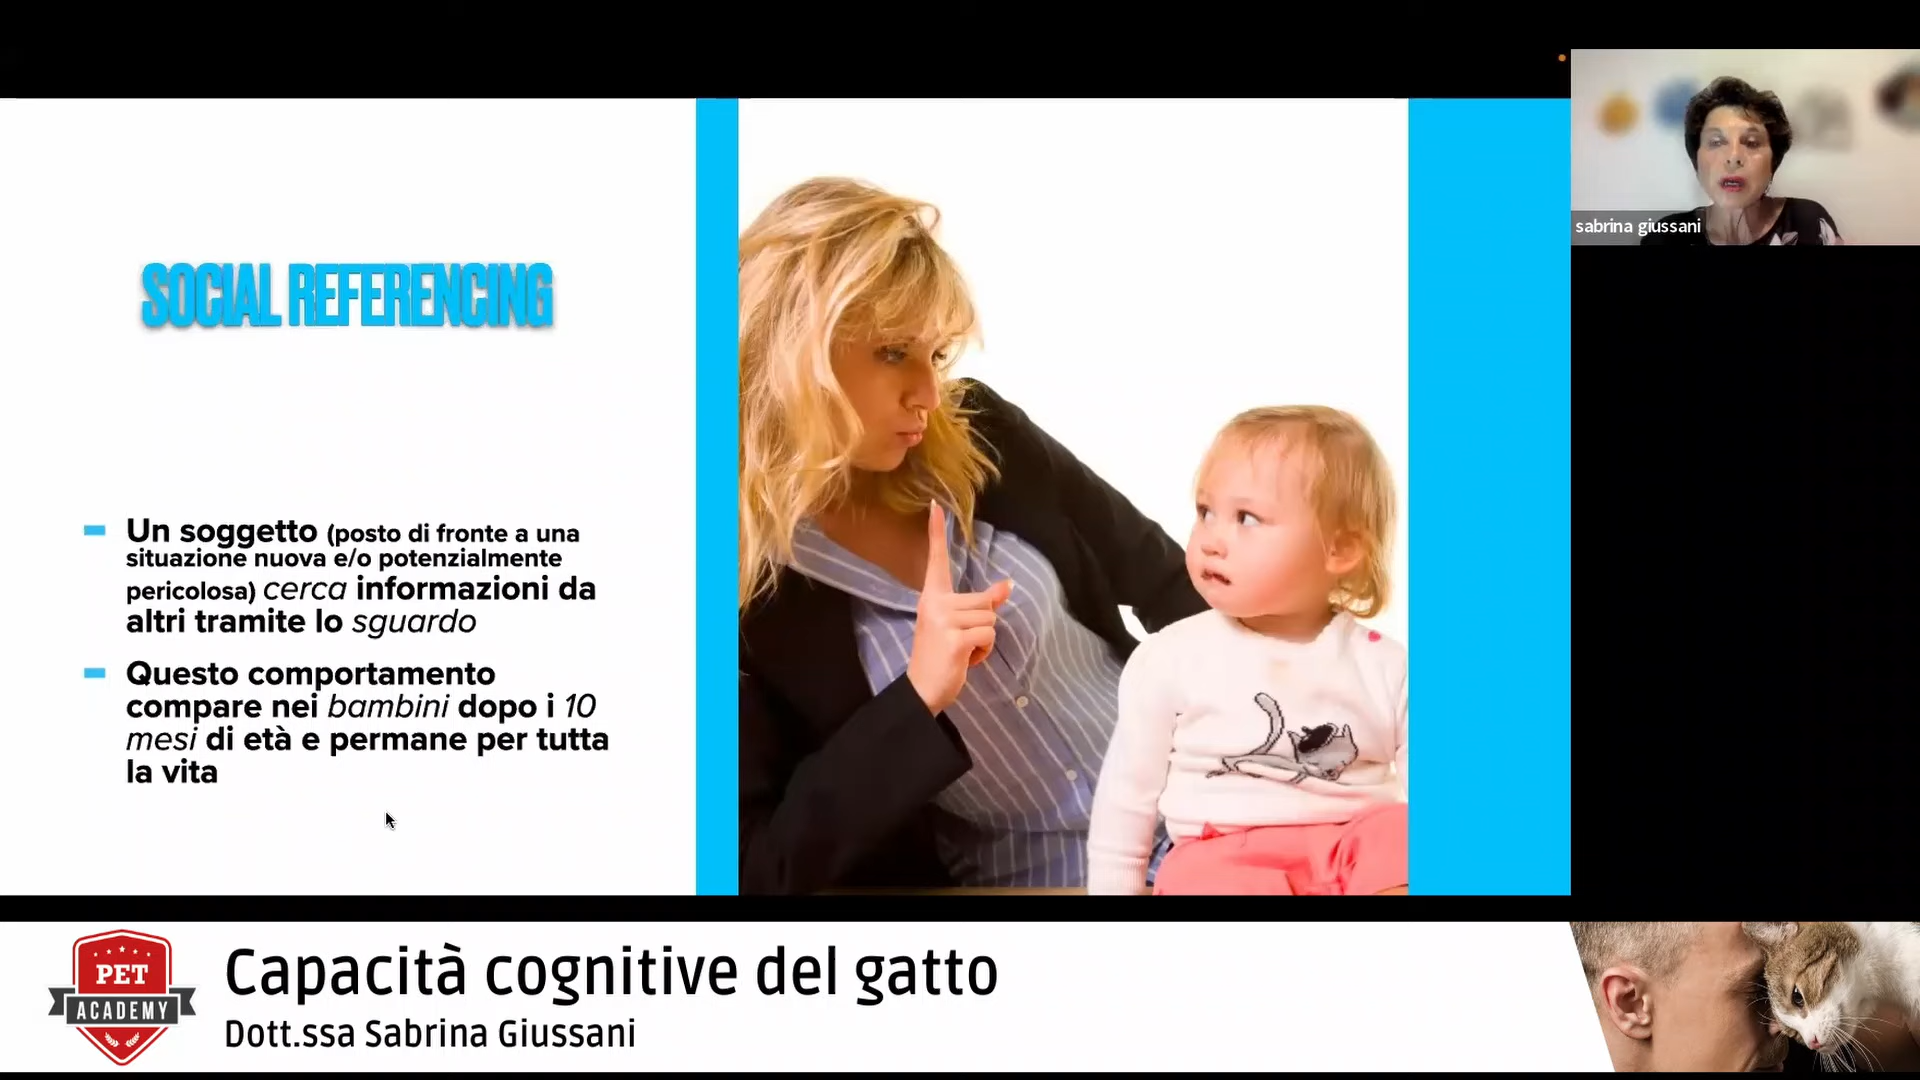 sabrina giussani
SOCIAL REFERENCING
Un soggetto (posto di fronte a una
situazione nuova e/o potenzialmente
pericolosa) cerca informazioni da
altri tramite lo sguardo
Questo comportamento
compare nei bambini dopo i 10
mesi di età e permane per tutta
la vita
PET
ACADEMY
Capacità cognitive del gatto
Dott.ssa Sabrina Giussani